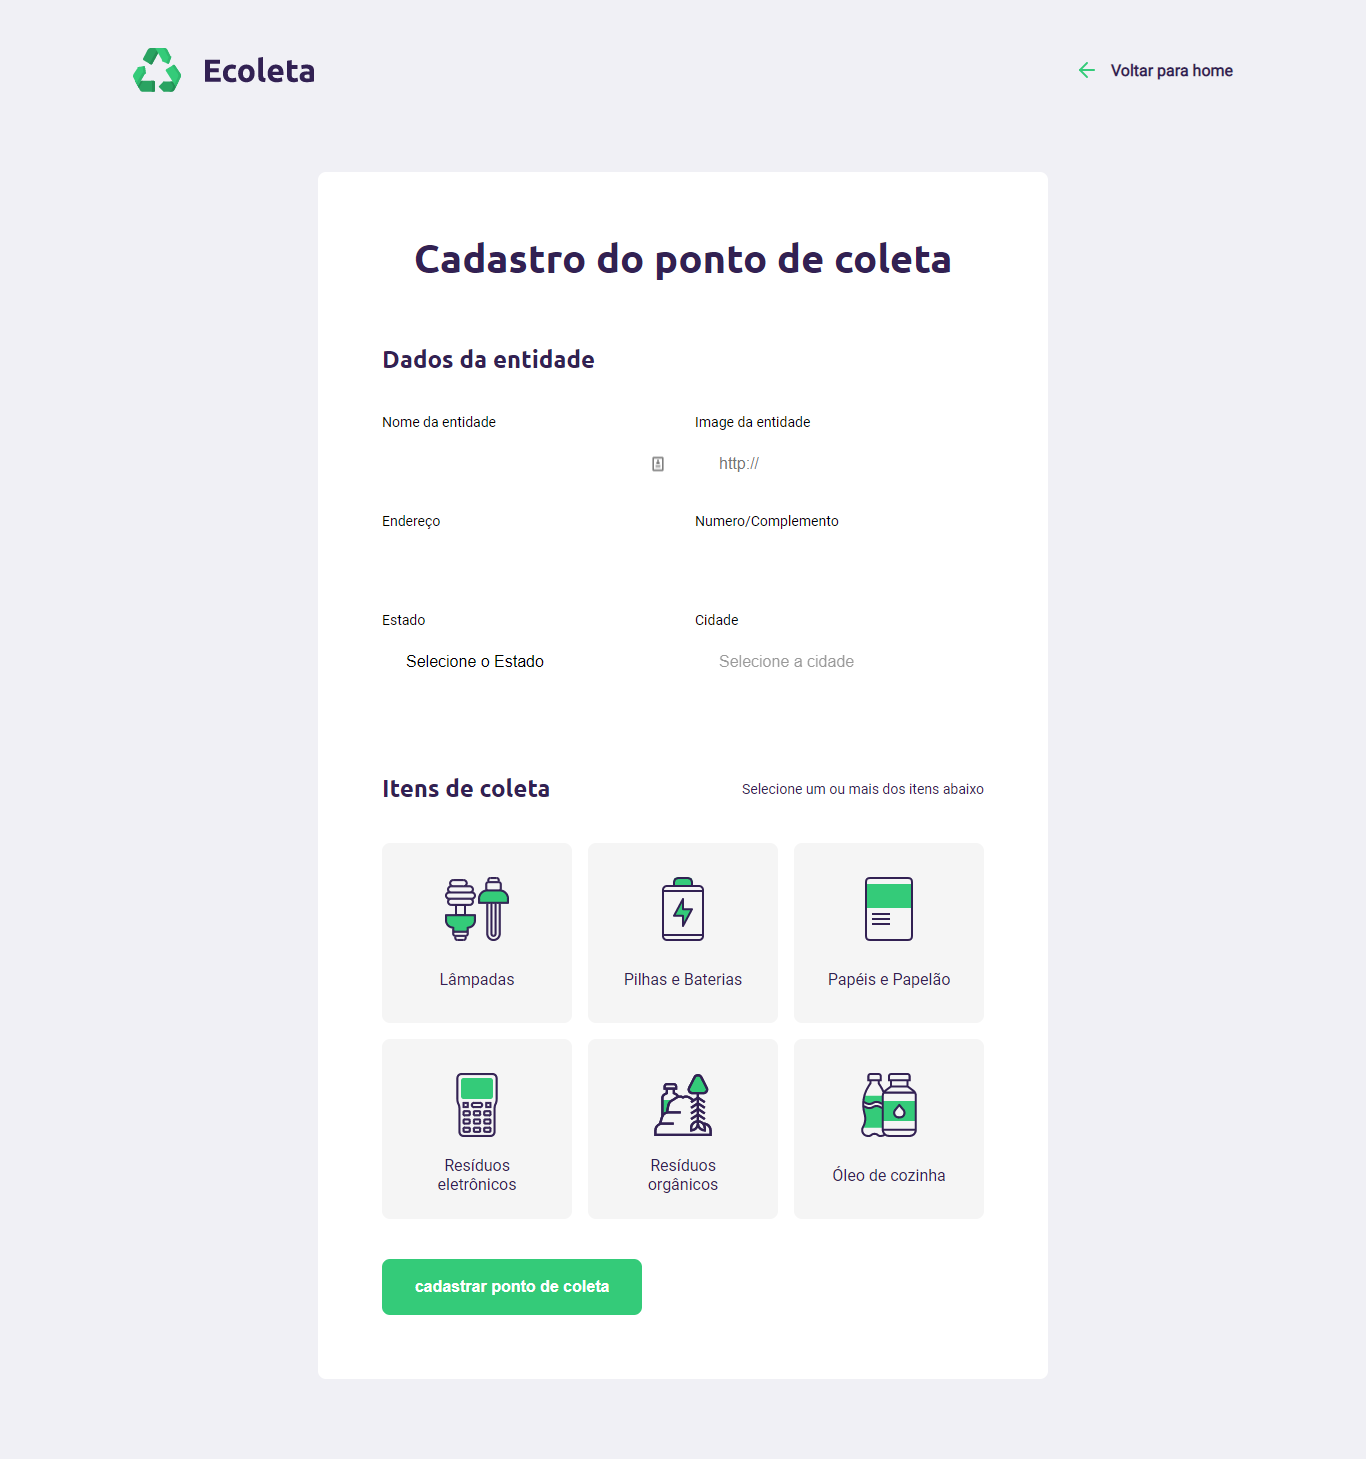 Ecoleta
Voltar para home
Cadastro do ponto de coleta
Dados da entidade
Nome da entidade
Image da entidade
http://
Endereço
Numero/Complemento
Estado
Cidade
Selecione o Estado
Selecione a cidade
Itens de coleta
Selecione um ou mais dos itens abaixo
Lâmpadas
Pilhas e Baterias
Papéis e Papelão
Resíduos
eletrônicos
Resíduos
orgânicos
Óleo de cozinha
cadastrar ponto de coleta